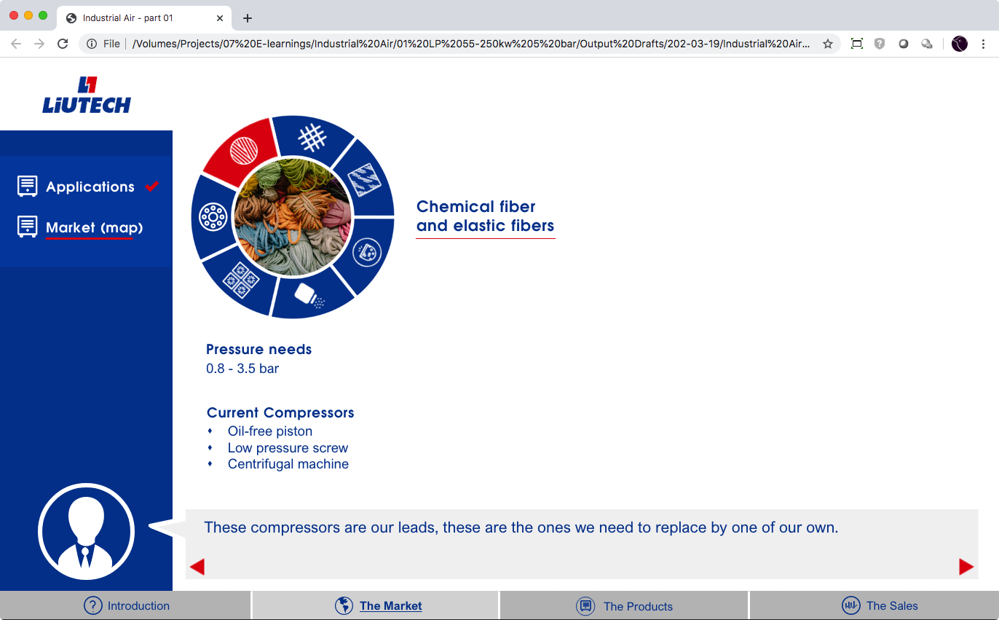 Industrial Air - part 01
File
/Volumes/Projects/07%20E-learnings/Industrial%20Air/01%20LP%2055-250kw%205%20bar/Output%20Drafts/202-03-19/Industrial%20Air...
LiUTECH
Applications
Market (map)
Chemical fiber
and elastic fibers
Pressure needs
0.8 - 3.5 bar
Current Compressors
Oil-free piston
Low pressure screw
Centrifugal machine
These compressors are our leads, these are the ones we need to replace by one of our own.
Introduction
The Market
The Products
The Sales